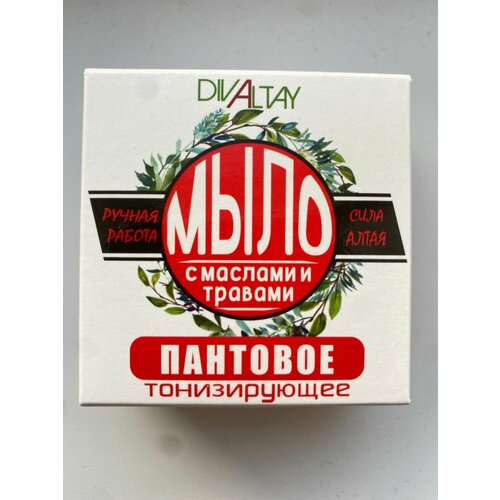 DIVALTAY
РУЧНАЯ
РАБОТА
МЫЛО
СИЛА
АЛТАЯ
с маслами и
травами
ПАНТОВОЕ
тонизирующее